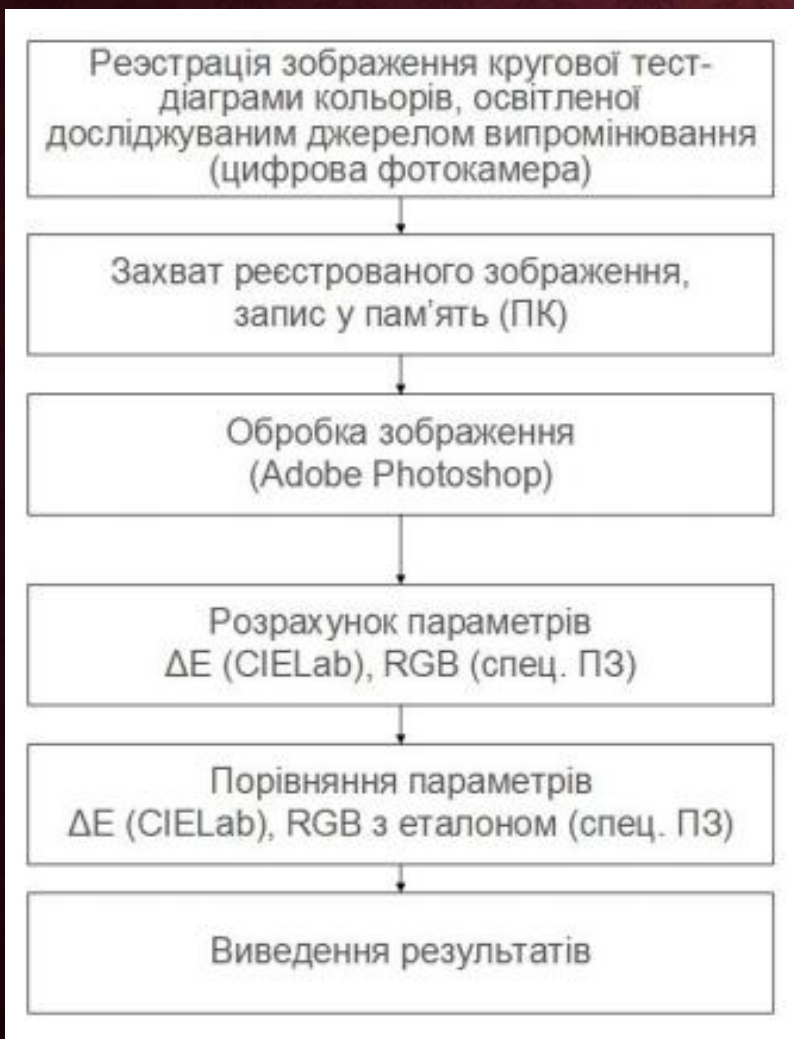 Реэстрація зображення кругової тест-
діаграми кольорів, освітленої
досліджуваним джерелом випромінювання
(цифрова фотокамера)
Захват реєстрованого зображення,
запис у пам’ять (ПК)
Обробка зображення
(Adobe Photoshop)
Розрахунок параметрів
ΔE (CIELab), RGB (спец. ПЗ)
Порівняння параметрів
ΔE (CIELab), RGB з еталоном (спец. ПЗ)
Виведення результатів